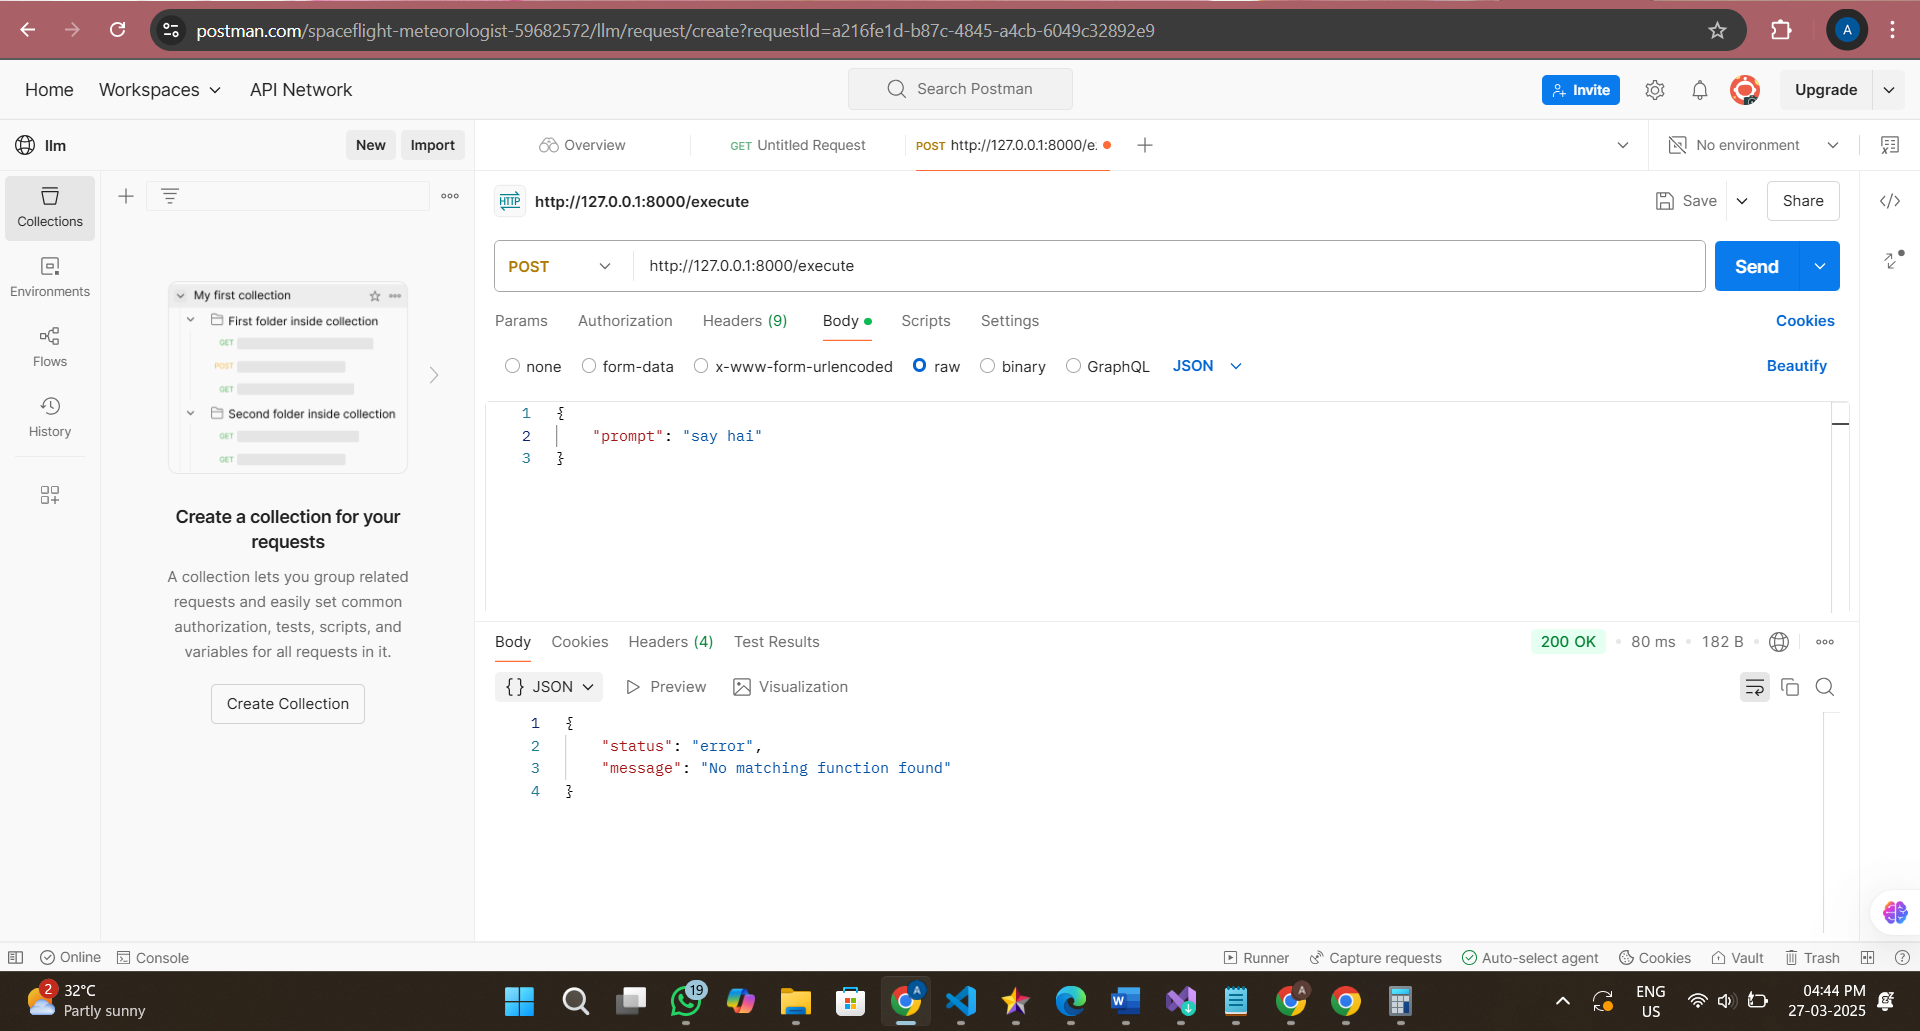 postman.com/spaceflight-meteorologist-59682572/llm/request/create?requestId=a216fe1d-b87c-4845-a4cb-6049c32892e9
A
Home
Workspaces
API Network
Search Postman
Invite
Upgrade
llm
New
Import
Overview
GET Untitled Request
POST http://127.0.0.1:8000/e.
No environment
Collections
Environments
Flows
History
My first collection
First folder inside collection
GET
POST
GET
Second folder inside collection
GET
GET
Create a collection for your
requests
A collection lets you group related
requests and easily set common
authorization, tests, scripts, and
variables for all requests in it.
Create Collection
HTTP http://127.0.0.1:8000/execute
Save
Share
POST
http://127.0.0.1:8000/execute
Send
Params
Authorization
Headers (9)
Body
Scripts
Settings
Cookies
none
form-data
x-www-form-urlencoded
raw
binary
GraphQL
JSON
Beautify
1 {
2 "prompt": "say hai"
3 }
Body
Cookies
Headers (4)
Test Results
200 OK
80 ms
182 B
{} JSON
Preview
Visualization
1 {
2 "status": "error",
3 "message": "No matching function found"
4 }
Online
Console
Runner
Capture requests
Auto-select agent
Cookies
Vault
Trash
2
32°C
Partly sunny
19
A
A
ENG
US
04:44 PM
27-03-2025